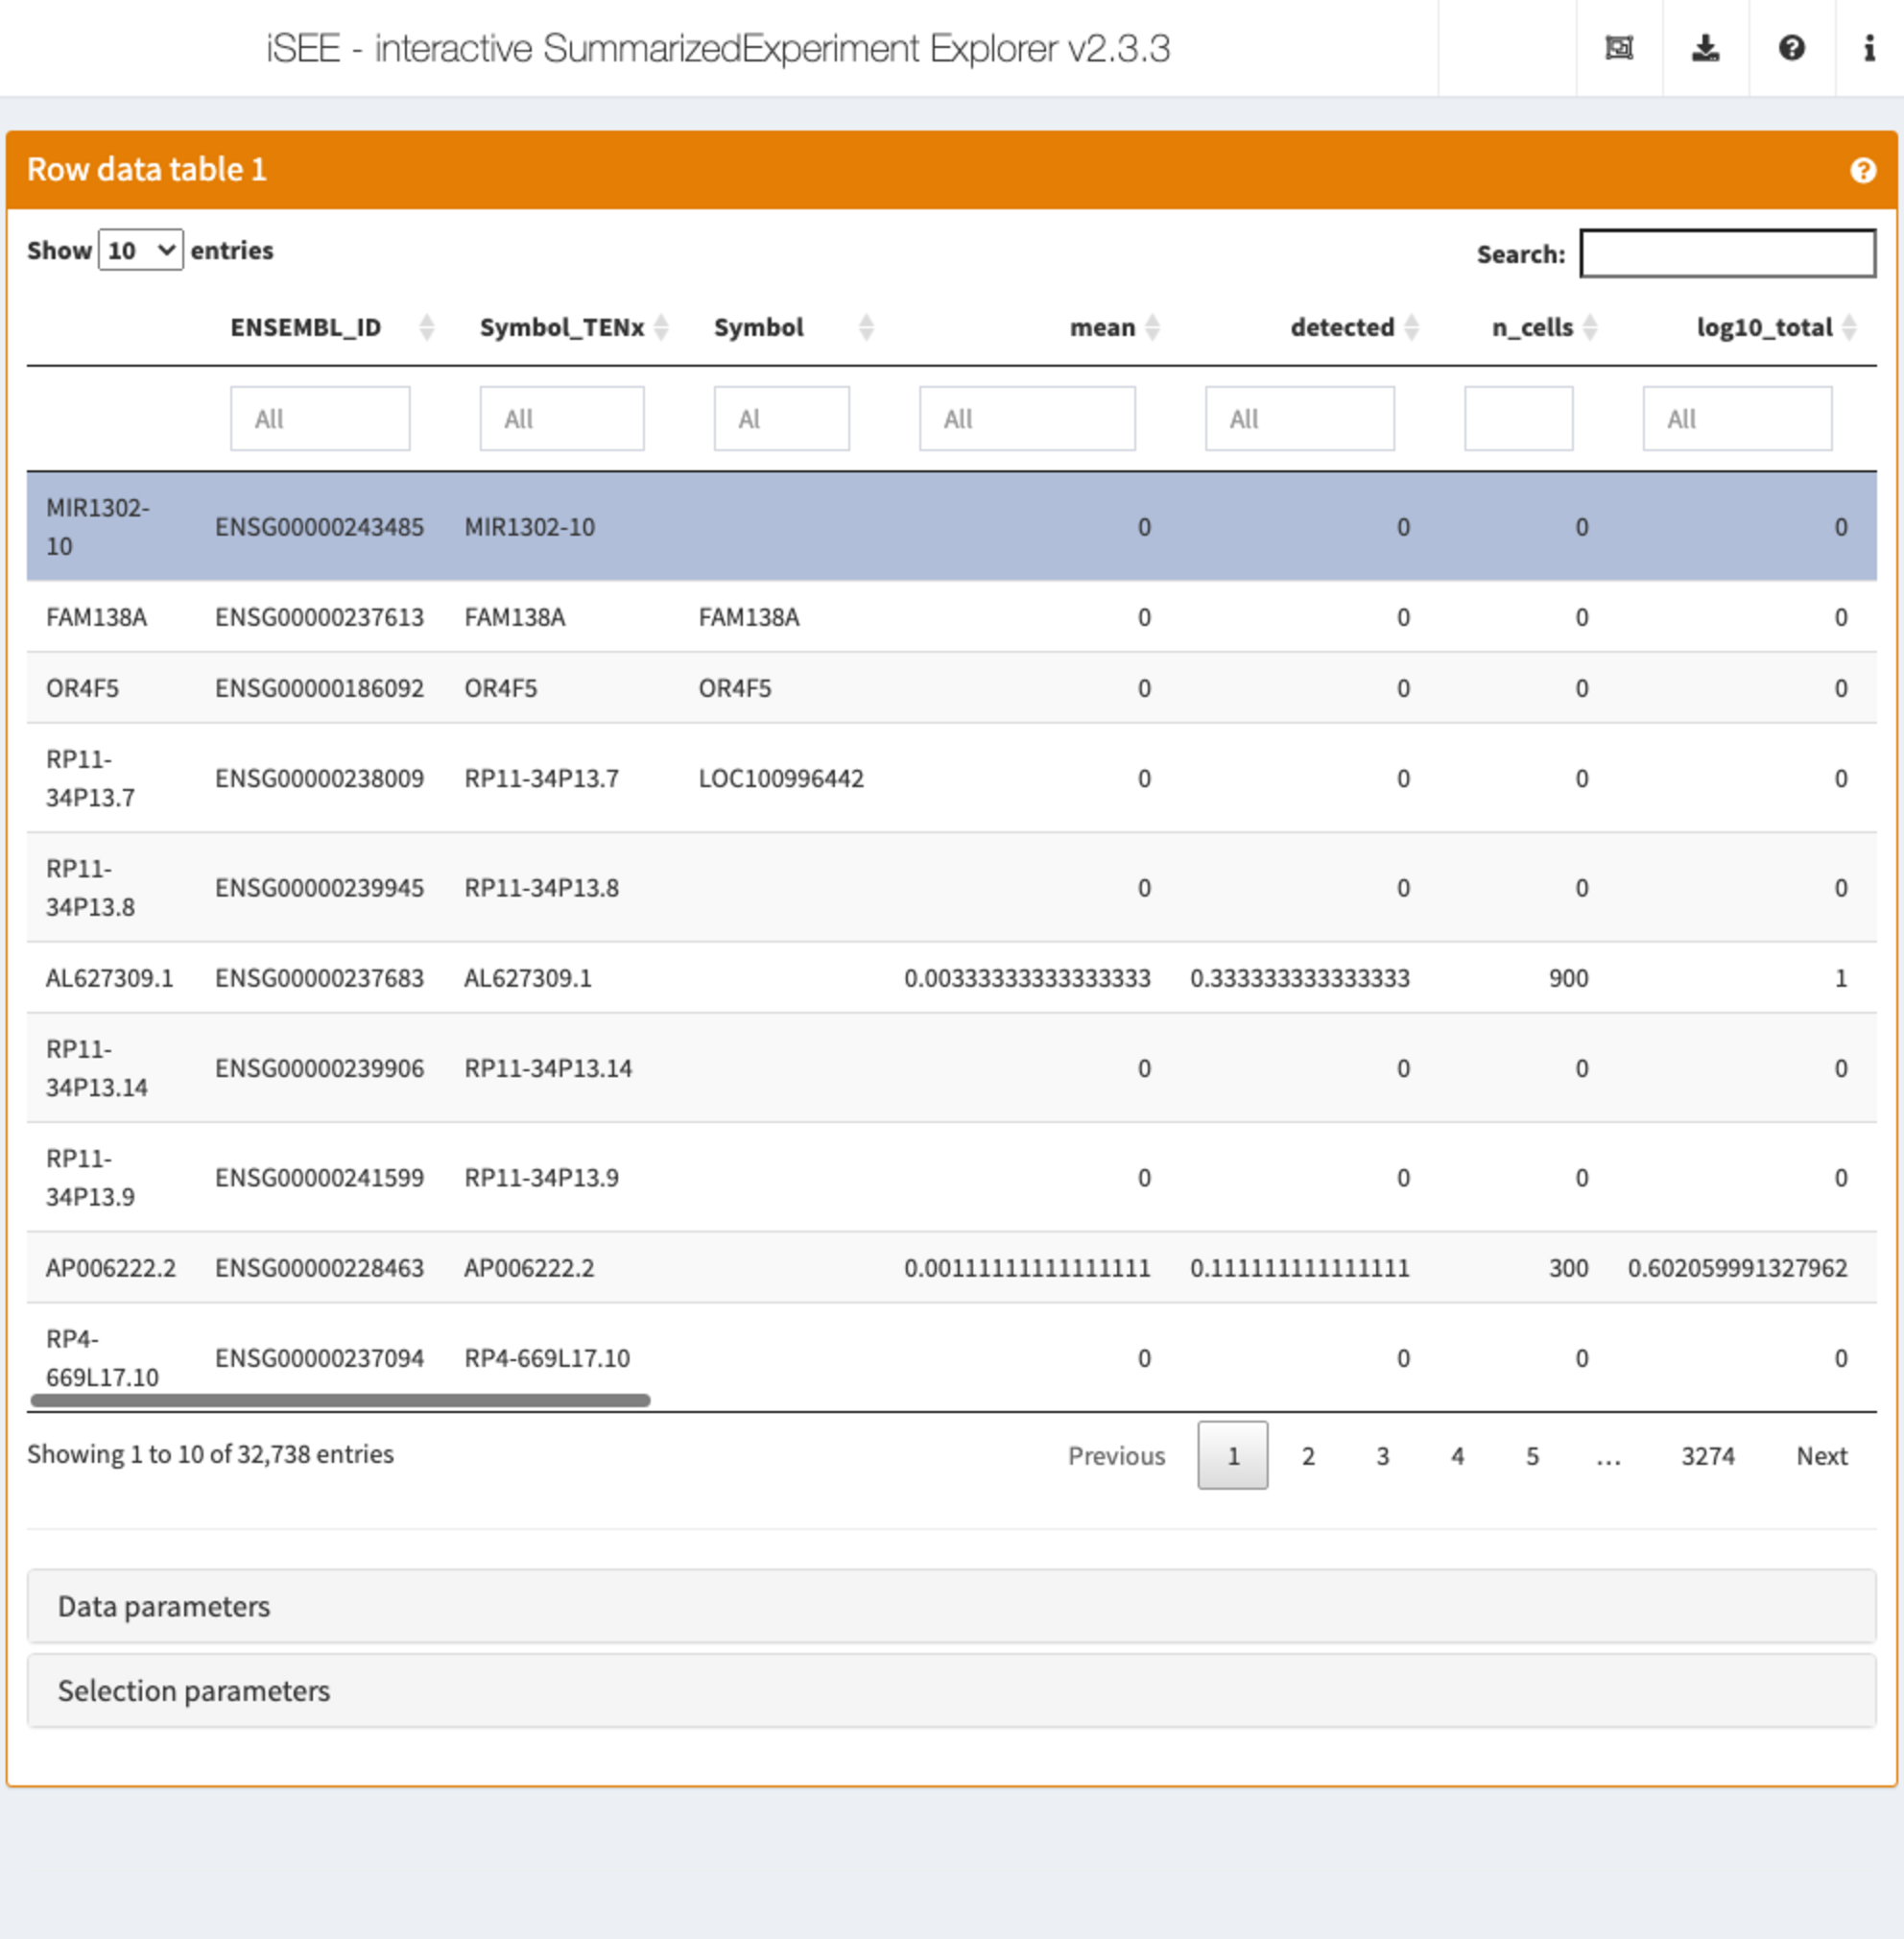 iSEE - interactive SummarizedExperiment Explorer v2.3.3
Row data table 1
Show 10 entries
Search:
ENSEMBL_ID Symbol_TENx Symbol mean detected n_cells log10_total
All All Al All All All
MIR1302-
10
ENSG00000243485 MIR1302-10 0 0 0 0
FAM138A ENSG00000237613 FAM138A FAM138A 0 0 0 0
OR4F5 ENSG00000186092 OR4F5 OR4F5 0 0 0 0
RP11-
34P13.7
ENSG00000238009 RP11-34P13.7 LOC100996442 0 0 0 0
RP11-
34P13.8
ENSG00000239945 RP11-34P13.8 0 0 0 0
AL627309.1 ENSG00000237683 AL627309.1 0.00333333333333333 0.333333333333333 900 1
RP11-
34P13.14
ENSG00000239906 RP11-34P13.14 0 0 0 0
RP11-
34P13.9
ENSG00000241599 RP11-34P13.9 0 0 0 0
AP006222.2 ENSG00000228463 AP006222.2 0.00111111111111111 0.111111111111111 300 0.602059991327962
RP4-
669L17.10
ENSG00000237094 RP4-669L17.10 0 0 0 0
Showing 1 to 10 of 32,738 entries
Previous 1 2 3 4 5 … 3274 Next
Data parameters
Selection parameters